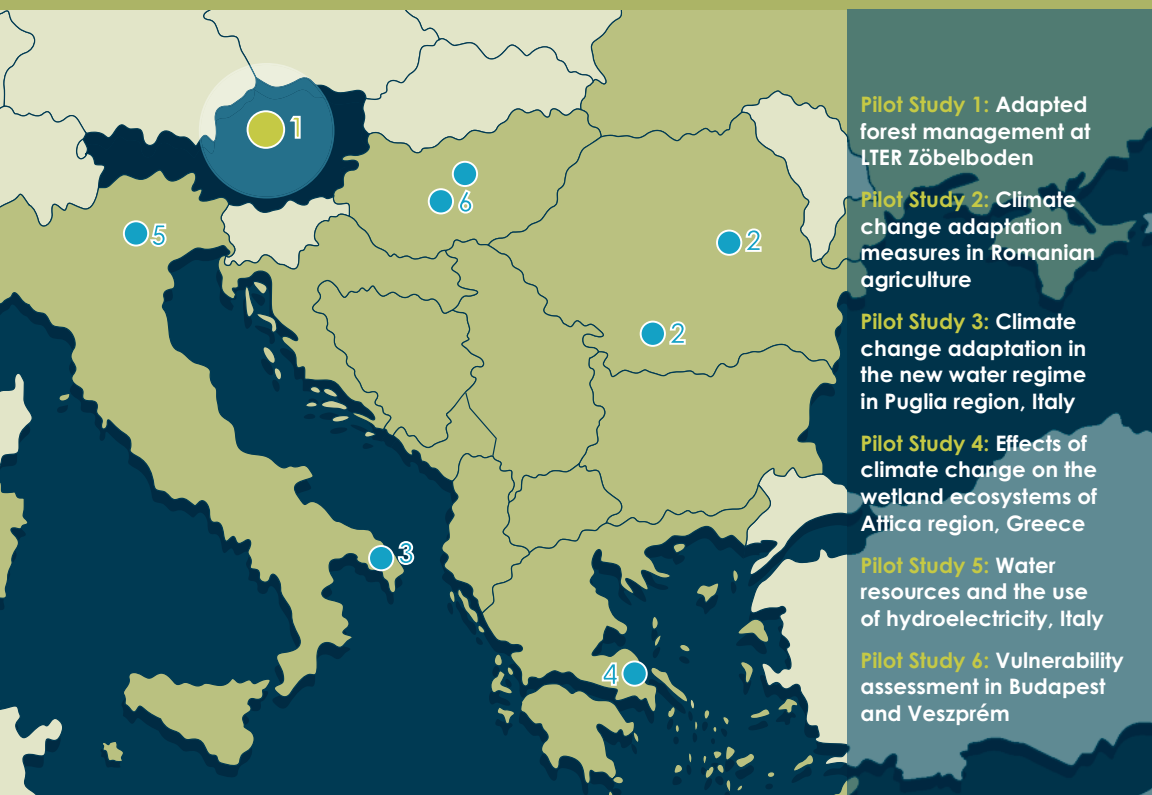 1
5
6
2
2
3
4
Pilot Study 1: Adapted
forest management at
LTER Zöbelboden
Pilot Study 2: Climate
change adaptation
measures in Romanian
agriculture
Pilot Study 3: Climate
change adaptation in
the new water regime
in Puglia region, Italy
Pilot Study 4: Effects of
climate change on the
wetland ecosystems of
Attica region, Greece
Pilot Study 5: Water
resources and the use
of hydroelectricity, Italy
Pilot Study 6: Vulnerability
assessment in Budapest
and Veszprém